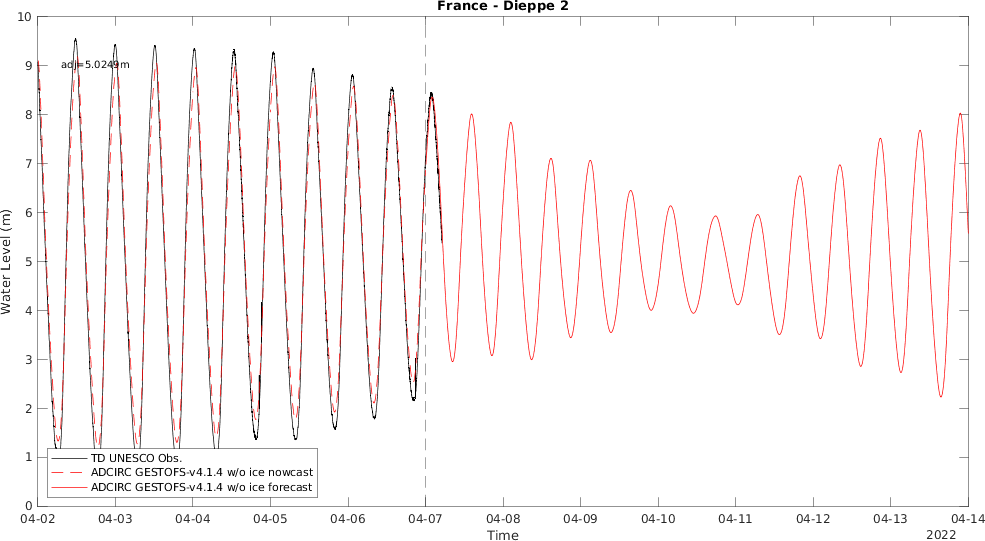 France - Dieppe 2
10
9
8
7
6
5
4
3
2
1
0
Water Level (m)
adj=5.0249m
TD UNESCO Obs.
ADCIRC GESTOFS-v4.1.4 w/o ice nowcast
ADCIRC GESTOFS-v4.1.4 w/o ice forecast
04-02 04-03 04-04 04-05 04-06 04-07 04-08 04-09 04-10 04-11 04-12 04-13 04-14
Time
2022